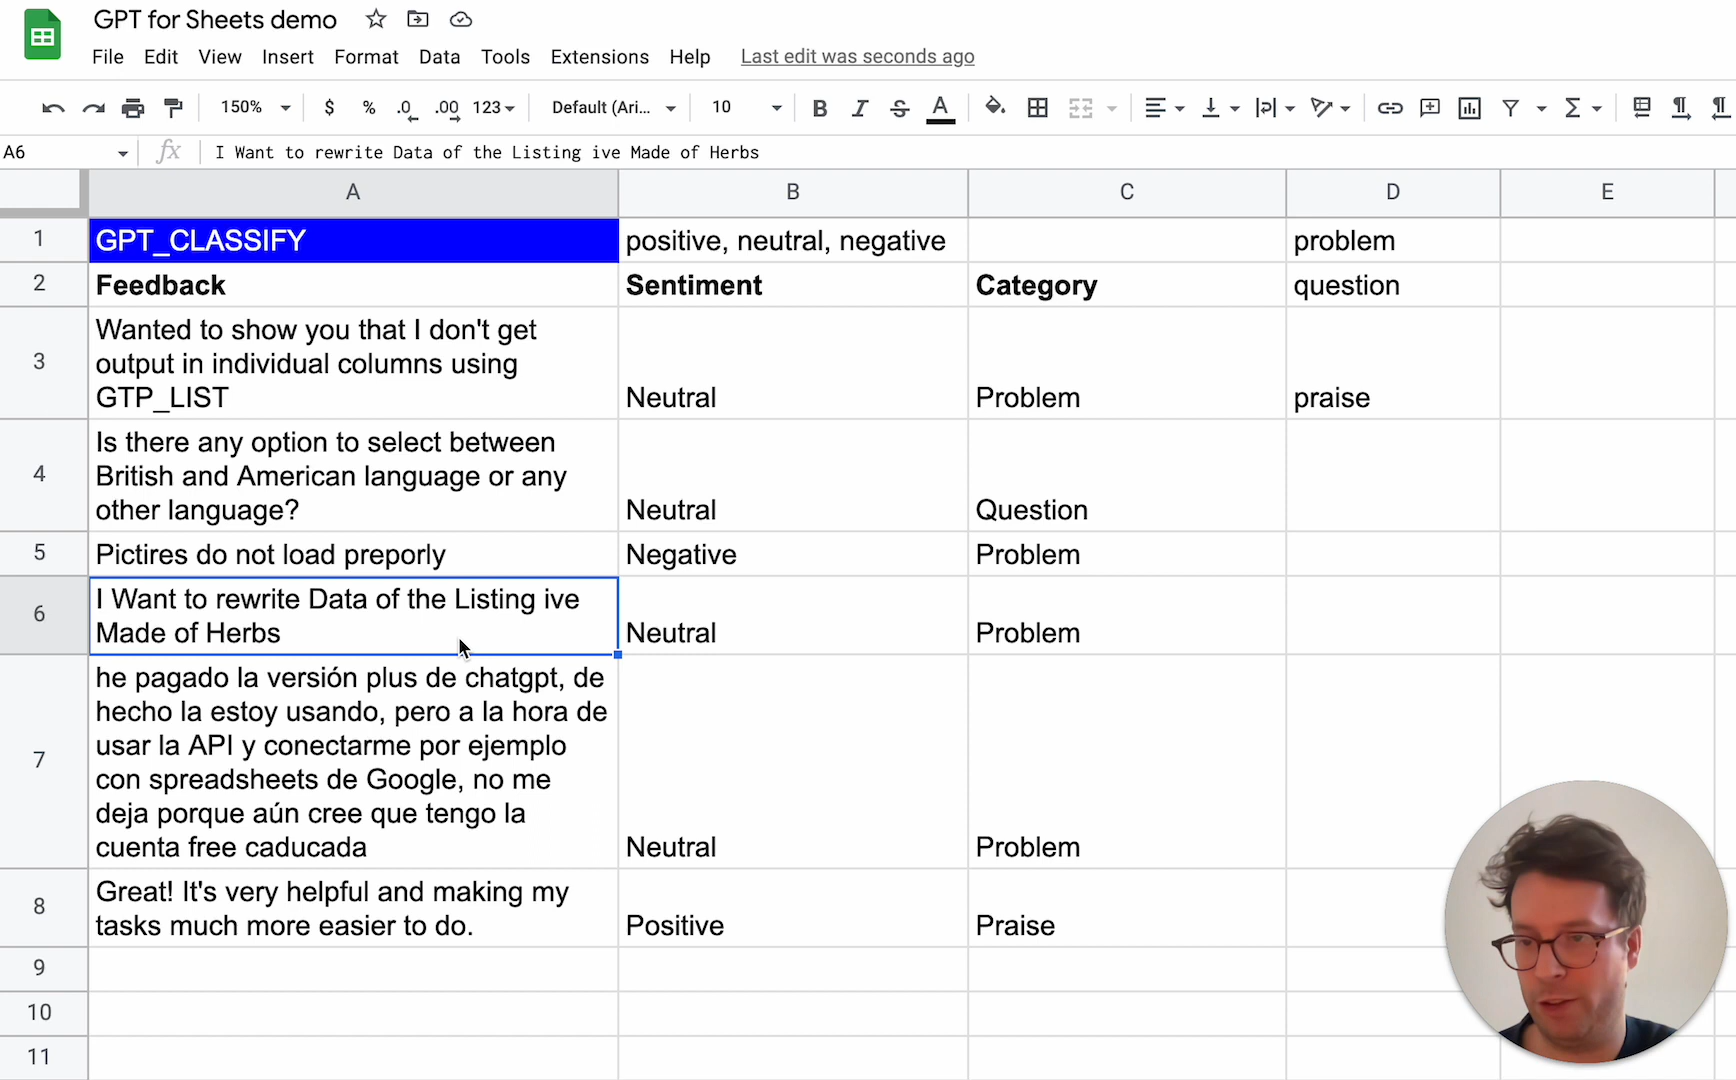 GPT for Sheets demo
File Edit View Insert Format Data Tools Extensions Help Last edit was seconds ago
150% $ % .0 .00 123 Default (Ari... 10 B I S A
A6 fx I Want to rewrite Data of the Listing ive Made of Herbs
A B C D E
1 GPT_CLASSIFY positive, neutral, negative problem
2 Feedback Sentiment Category question
Wanted to show you that I don't get
output in individual columns using
3 GTP_LIST Neutral Problem praise
Is there any option to select between
British and American language or any
4 other language? Neutral Question
5 Pictires do not load preporly Negative Problem
I Want to rewrite Data of the Listing ive
6 Made of Herbs Neutral Problem
he pagado la versión plus de chatgpt, de
hecho la estoy usando, pero a la hora de
usar la API y conectarme por ejemplo
con spreadsheets de Google, no me
deja porque aún cree que tengo la
7 cuenta free caducada Neutral Problem
Great! It's very helpful and making my
8 tasks much more easier to do. Positive Praise
9
10
11